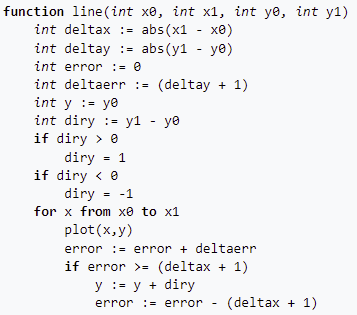 function line(int x0, int x1, int y0, int y1)
    int deltax := abs(x1 - x0)
    int deltay := abs(y1 - y0)
    int error := 0
    int deltaerr := (deltay + 1)
    int y := y0
    int diry := y1 - y0
    if diry > 0
        diry = 1
    if diry < 0
        diry = -1
    for x from x0 to x1
        plot(x,y)
        error := error + deltaerr
        if error >= (deltax + 1)
            y := y + diry
            error := error - (deltax + 1)